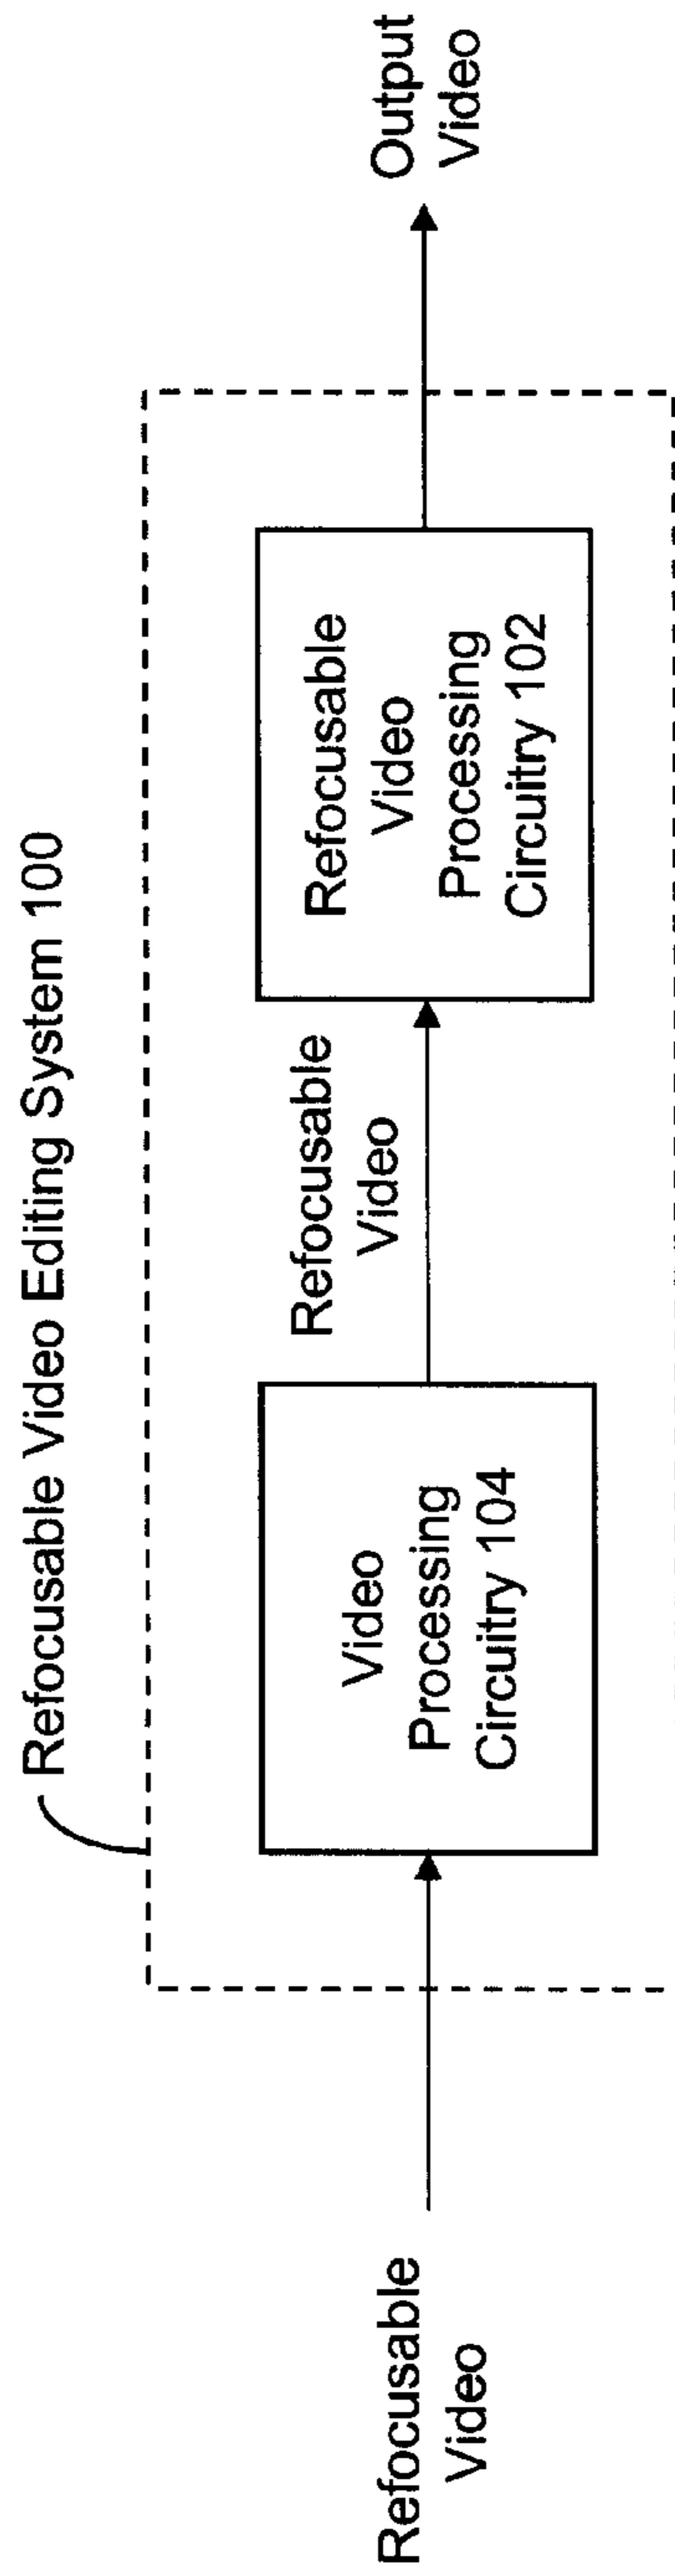 Refocusable Video Editing System 100
Refocusable
Video
Video
Processing
Circuitry 104
Refocusable
Video
Refocusable
Video
Processing
Circuitry 102
Output
Video